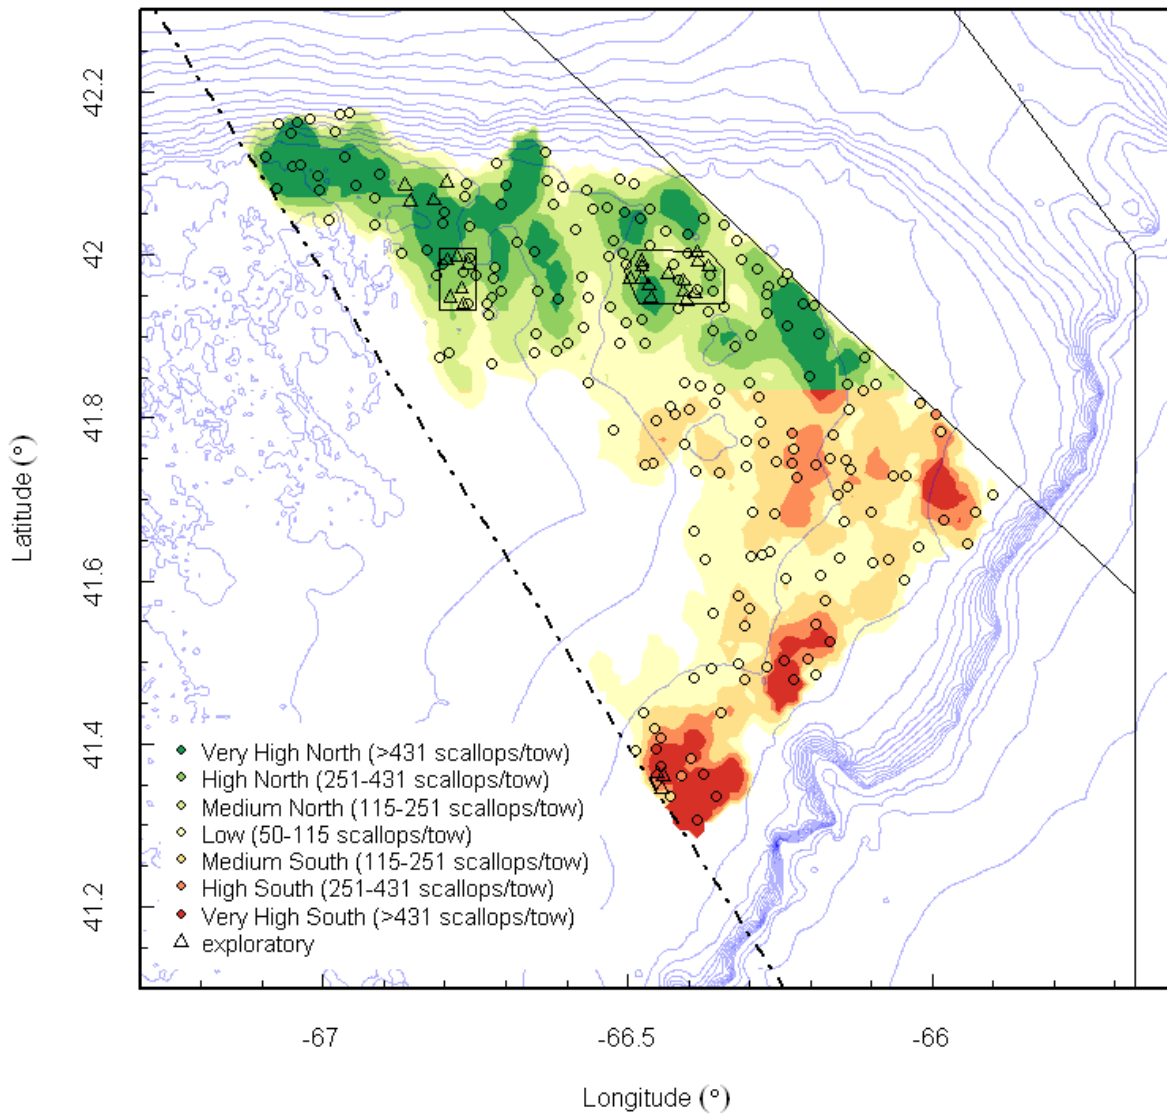 42.2
42
41.8
41.6
41.4
41.2
Latitude (°)
Very High North (>431 scallops/tow)
High North (251-431 scallops/tow)
Medium North (115-251 scallops/tow)
Low (50-115 scallops/tow)
Medium South (115-251 scallops/tow)
High South (251-431 scallops/tow)
Very High South (>431 scallops/tow)
exploratory
-67
-66.5
-66
Longitude (°)